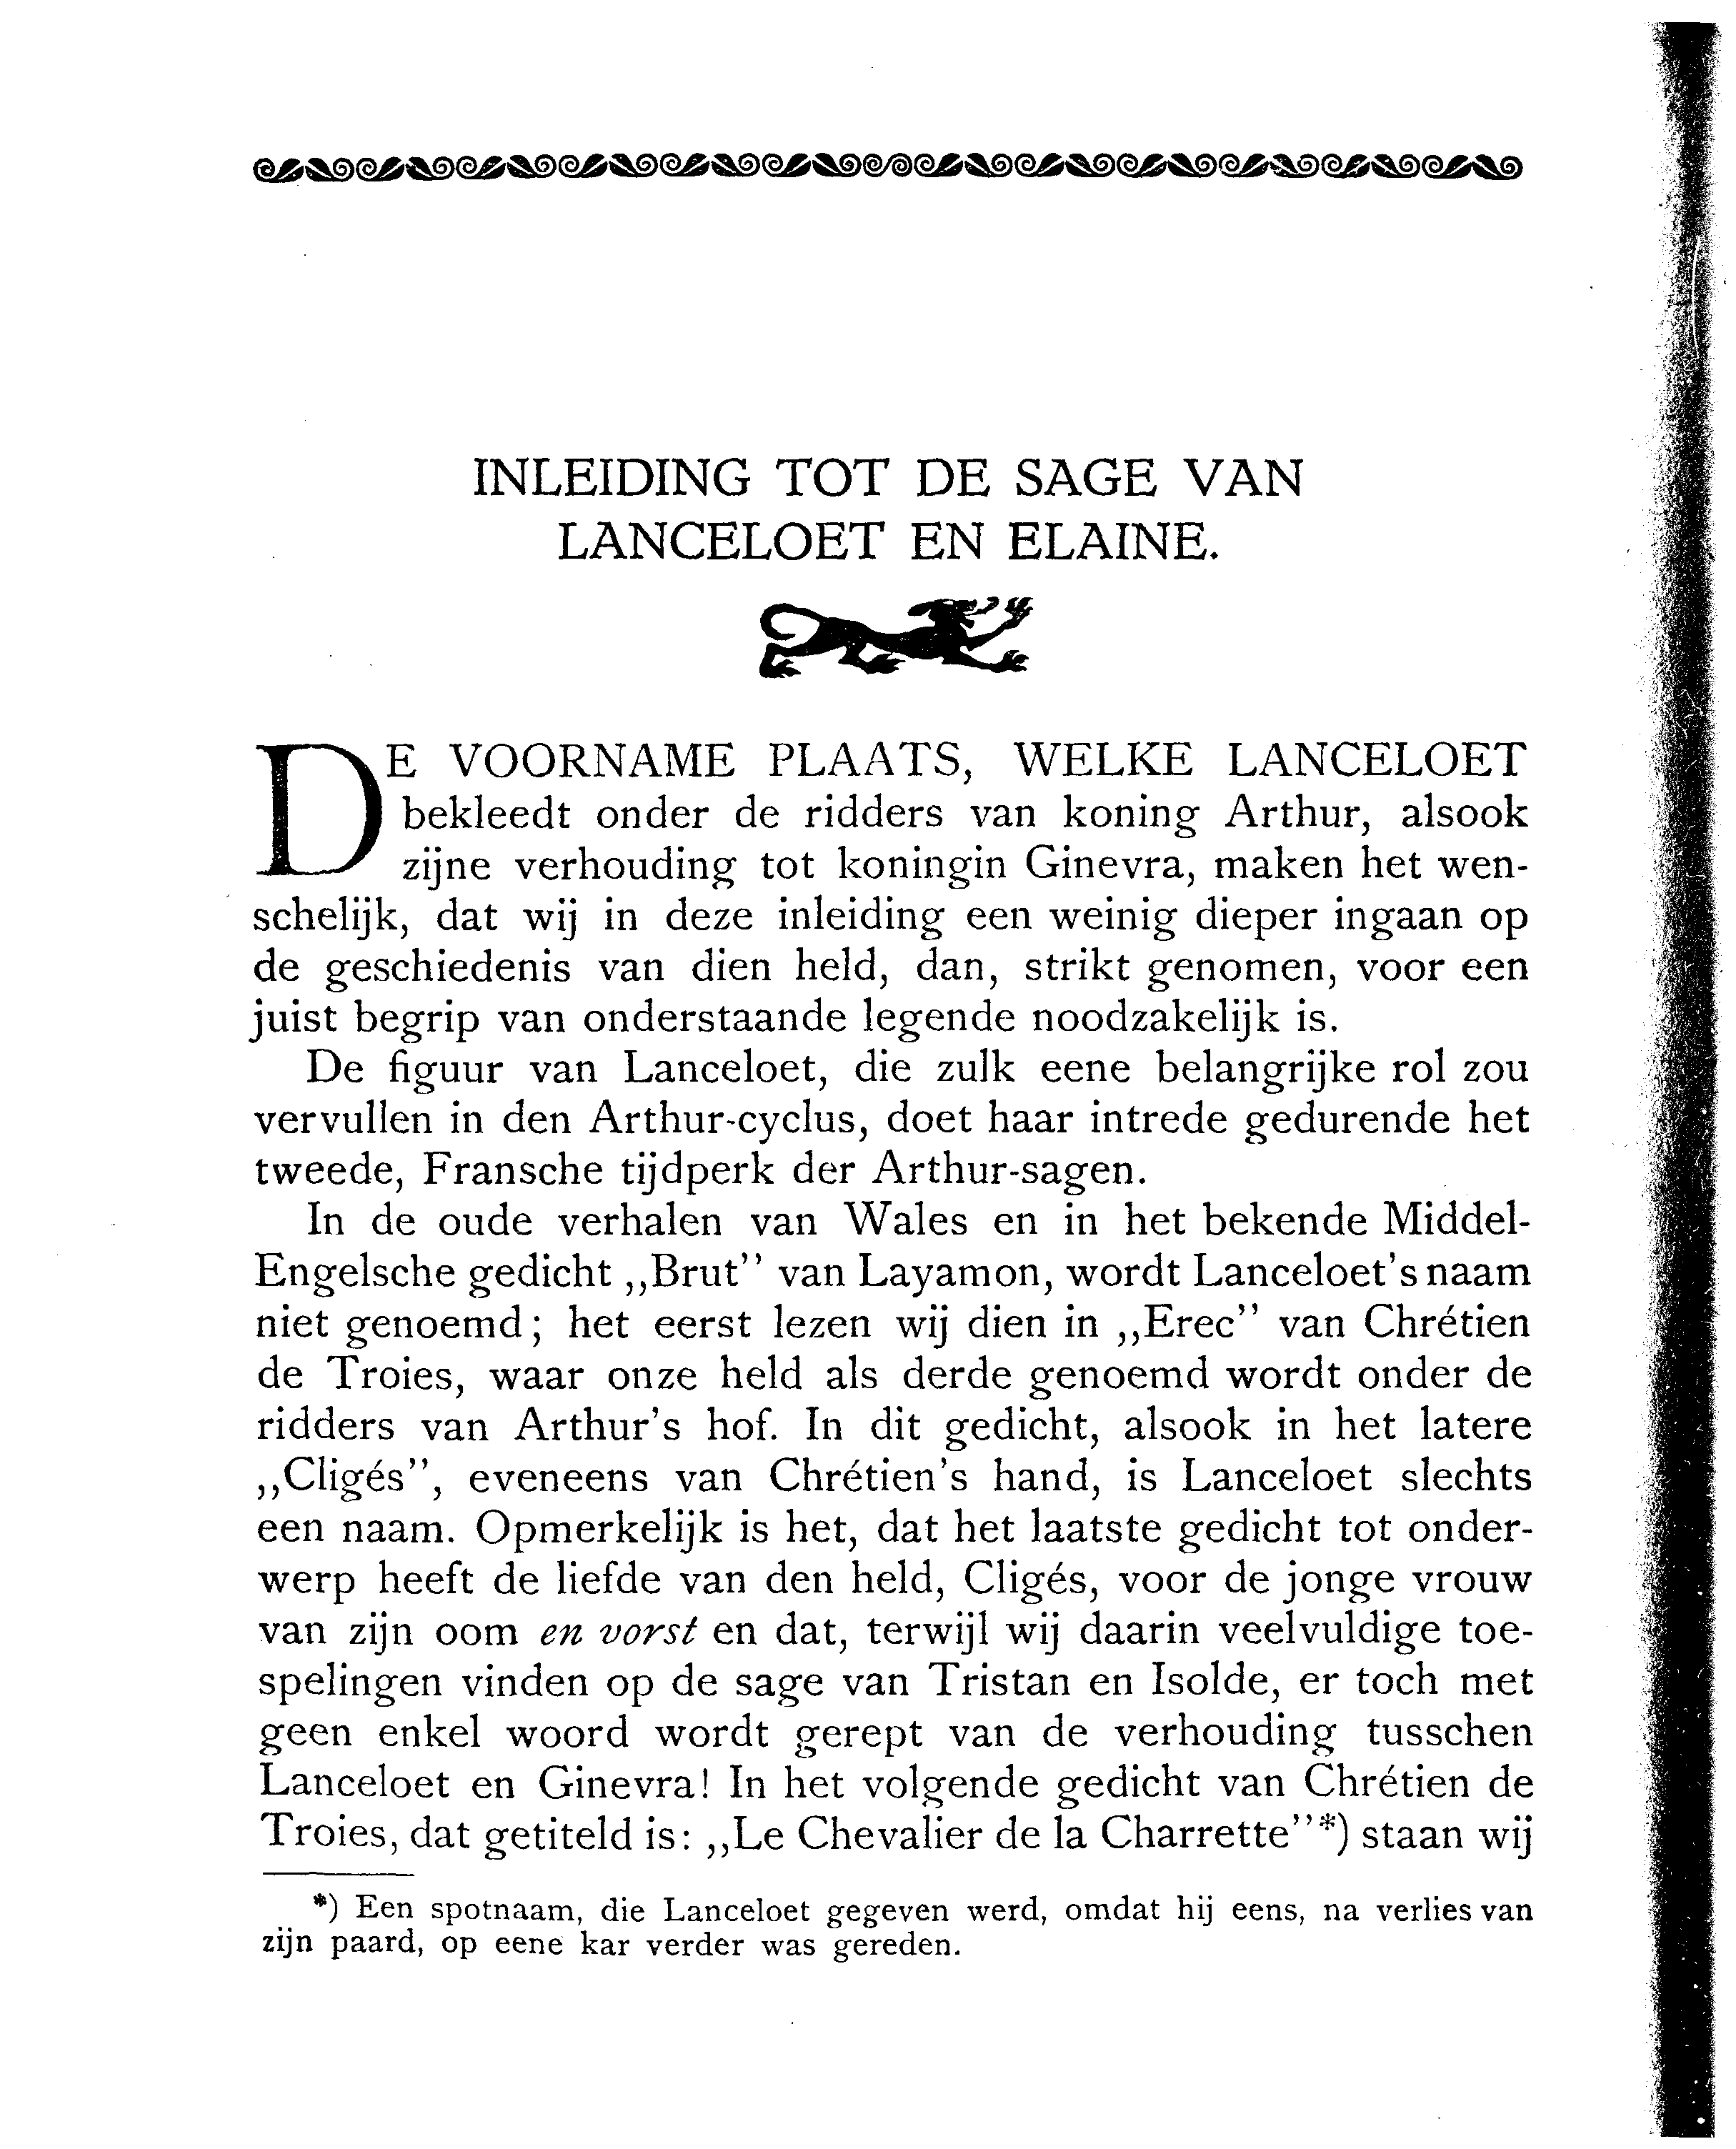 INLEIDING TOT DE SAGE VAN
LANCELOET EN ELAINE.
DE VOORNAME PLAATS, WELKE LANCELOET
bekleedt onder de ridders van koning Arthur, alsook
zijne verhouding tot koningin Ginevra, maken het wen-
schelijk, dat wij in deze inleiding een weinig dieper ingaan op
de geschiedenis van dien held, dan, strikt genomen, voor een
juist begrip van onderstaande legende noodzakelijk is.
De figuur van Lanceloet, die zulk eene belangrijke rol zou
vervullen in den Arthur-cyclus, doet haar intrede gedurende het
tweede, Fransche tijdperk der Arthur-sagen.
In de oude verhalen van Wales en in het bekende Middel-
Engelsche gedicht ,,Brut'' van Layamon, wordt Lanceloet's naam
niet genoemd; het eerst lezen wij dien in ,,Erec'' van Chrétien
de Troies, waar onze held als derde genoemd wordt onder de
ridders van Arthur's hof. In dit gedicht, alsook in het latere
,,Cligés'', eveneens van Chrétien's hand, is Lanceloet slechts
een naam. Opmerkelijk is het, dat het laatste gedicht tot onder-
werp heeft de liefde van den held, Cligés, voor de jonge vrouw
van zijn oom en vorst en dat, terwijl wij daarin veelvuldige toe-
spelingen vinden op de sage van Tristan en Isolde, er toch met
geen enkel woord wordt gerept van de verhouding tusschen
Lanceloet en Ginevra! In het volgende gedicht van Chrétien de
Troies, dat getiteld is: ,,Le Chevalier de la Charrette''*) staan wij
*) Een spotnaam, die Lanceloet gegeven werd, omdat hij eens, na verlies van
zijn paard, op eene kar verder was gereden.